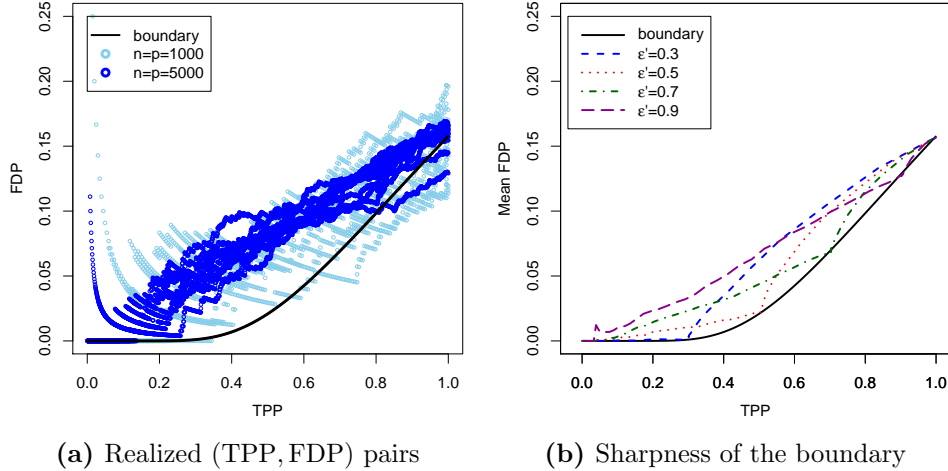 0.25
0.20
0.15
0.10
0.05
0.00
FDP
boundary
n=p=1000
n=p=5000
0.0 0.2 0.4 0.6 0.8 1.0
TPP
(a) Realized (TPP, FDP) pairs
0.25
0.20
0.15
0.10
0.05
0.00
Mean FDP
boundary
ε'=0.3
ε'=0.5
ε'=0.7
ε'=0.9
0.0 0.2 0.4 0.6 0.8 1.0
TPP
(b) Sharpness of the boundary